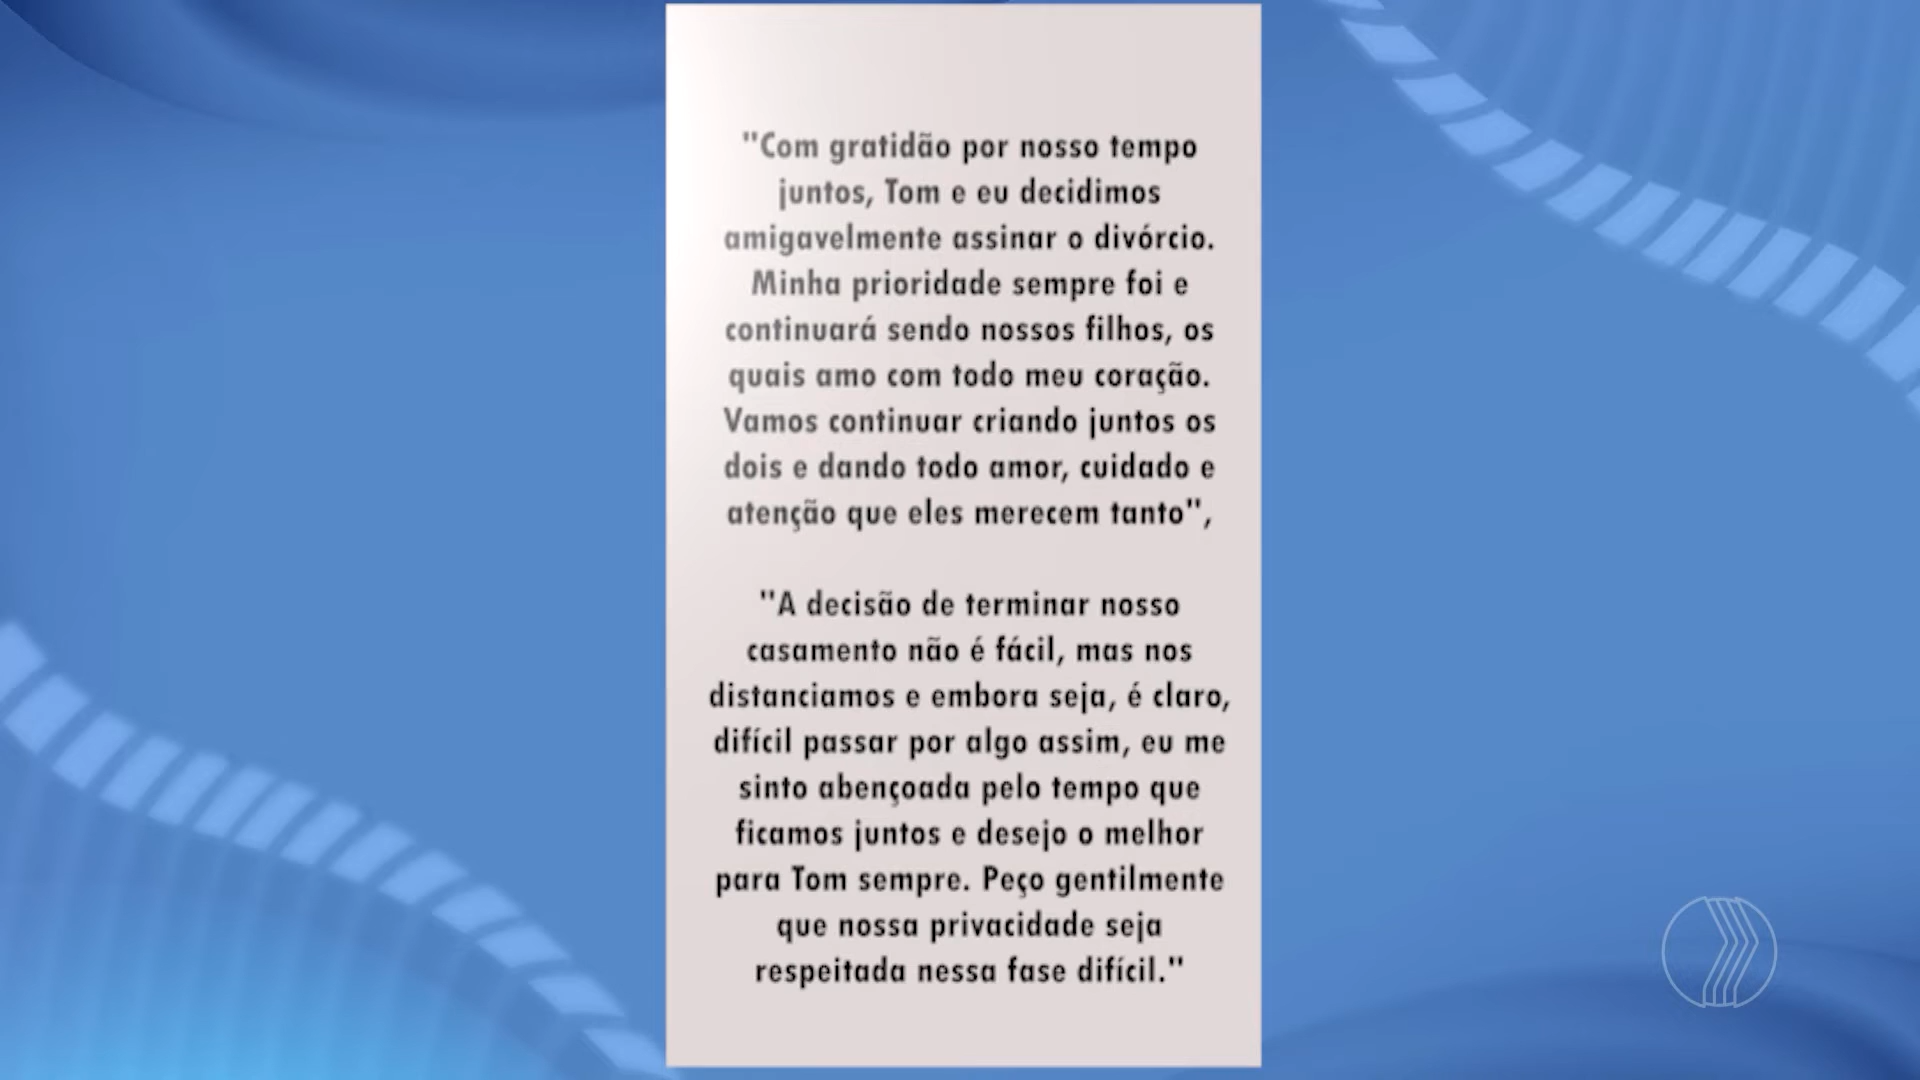 "Com gratidão por nosso tempo
juntos, Tom e eu decidimos
amigavelmente assinar o divórcio.
Minha prioridade sempre foi e
continuará sendo nossos filhos, os
quais amo com todo meu coração.
Vamos continuar criando juntos os
dois e dando todo amor, cuidado e
atenção que eles merecem tanto",
"A decisão de terminar nosso
casamento não é fácil, mas nos
distanciamos e embora seja, é claro,
difícil passar por algo assim, eu me
sinto abençoada pelo tempo que
ficamos juntos e desejo o melhor
para Tom sempre. Peço gentilmente
que nossa privacidade seja
respeitada nessa fase difícil."